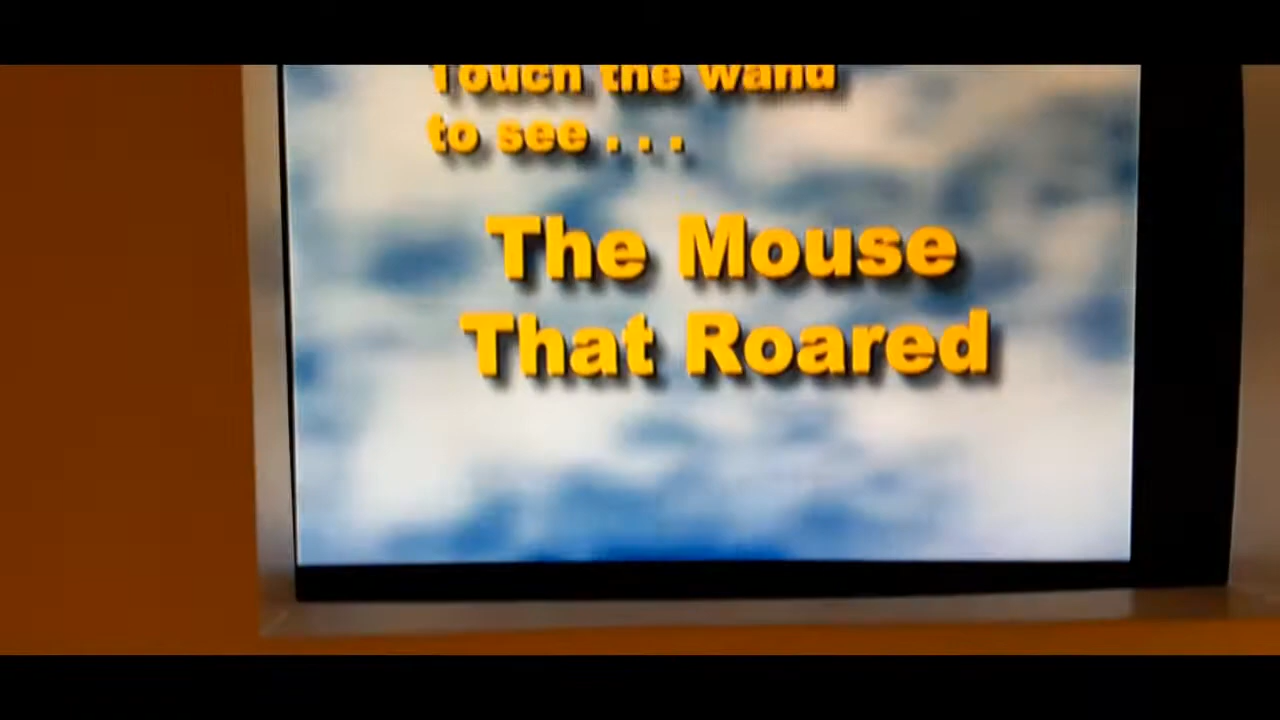 Touch the wand
to see . . .
The Mouse
That Roared